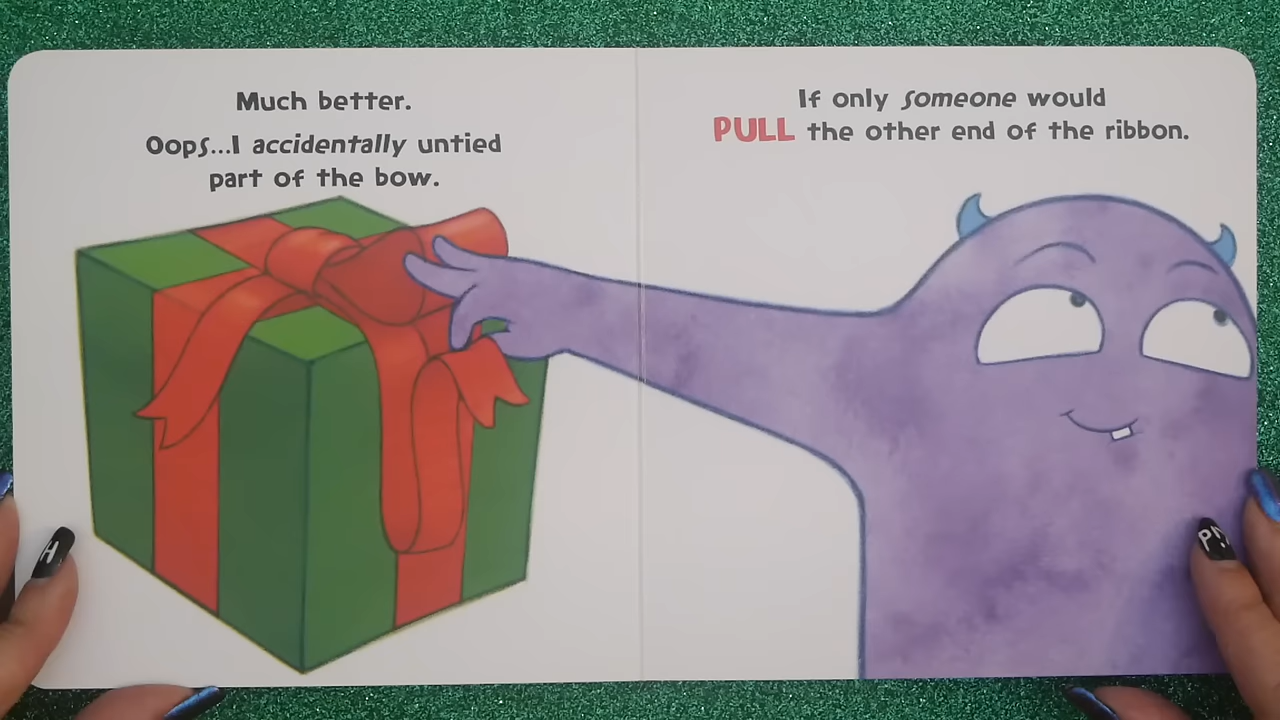 Much better.
Oops...I accidentally untied
part of the bow.
If only someone would
PULL the other end of the ribbon.
H